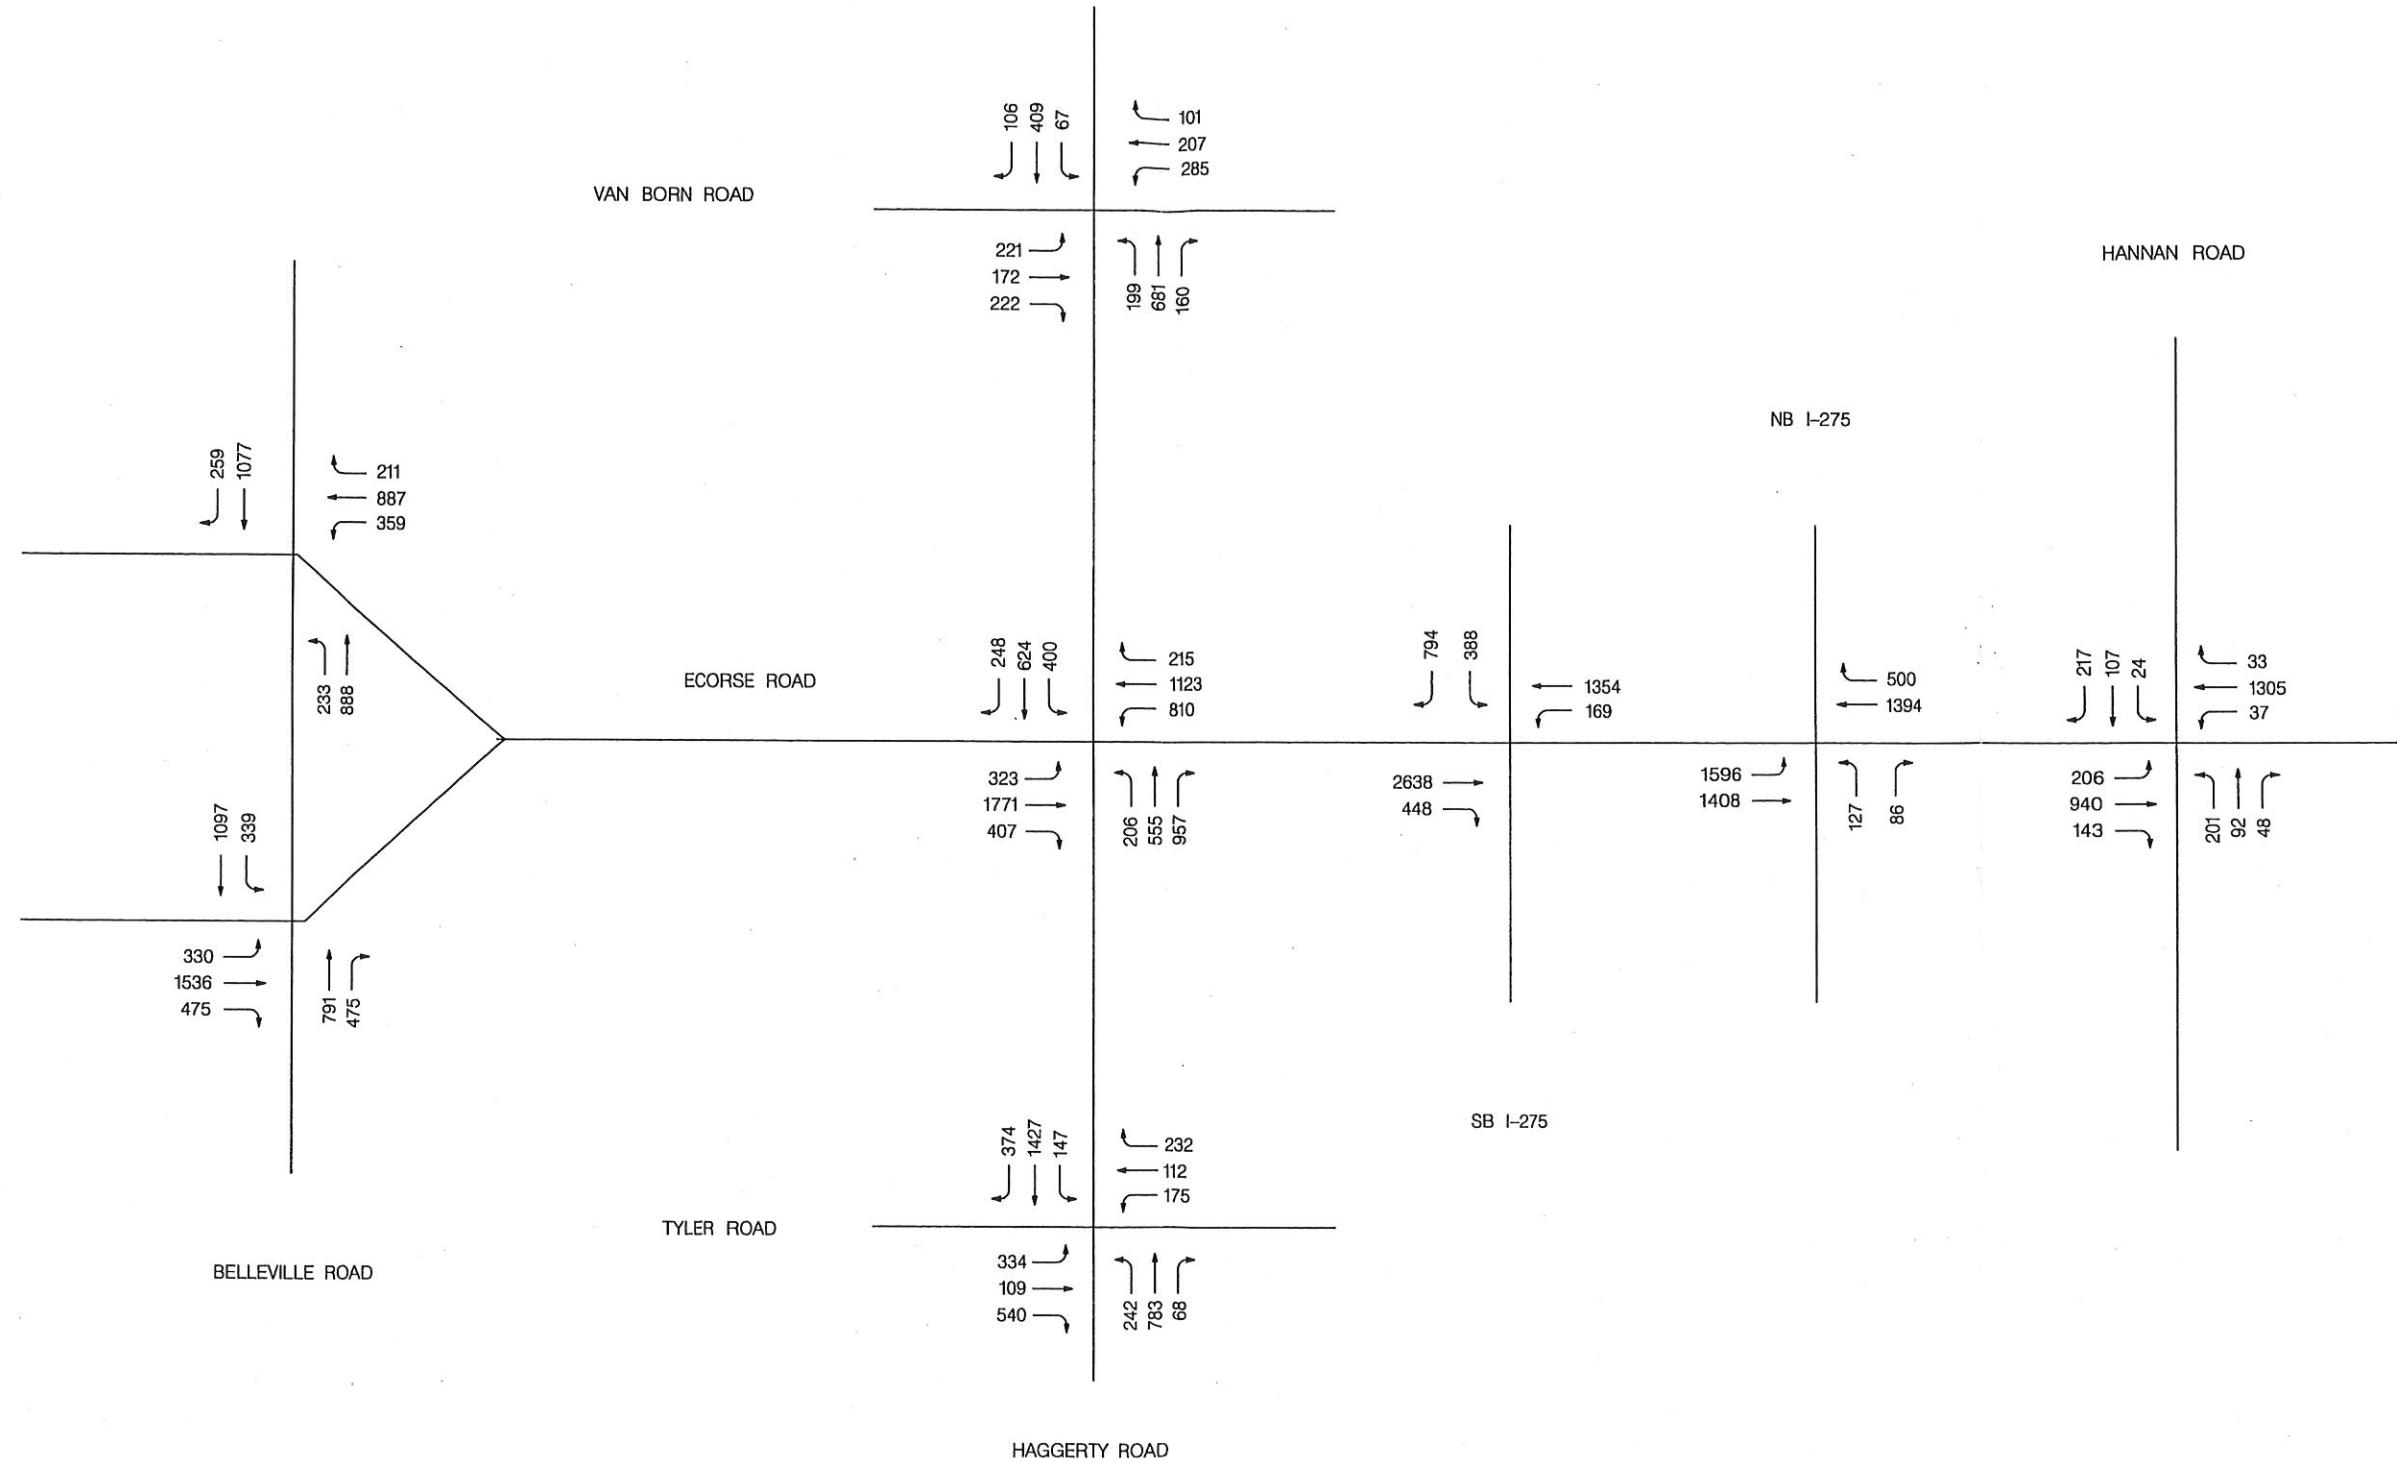 106 409 67
101
207
285
VAN BORN ROAD
221
172
222
199 681 160
HANNAN ROAD
NB I-275
259 1077
211
887
359
233 888
ECORSE ROAD
248 624 400
215
1123
810
323
1771
407
206 555 957
794 388
1354
169
2638
448
500
1394
1596
1408
127 86
217 107 24
33
1305
37
206
940
143
201 92 48
1097 339
330
1536
475
791 475
SB I-275
374 1427 147
232
112
175
TYLER ROAD
334
109
540
242 783 68
BELLEVILLE ROAD
HAGGERTY ROAD